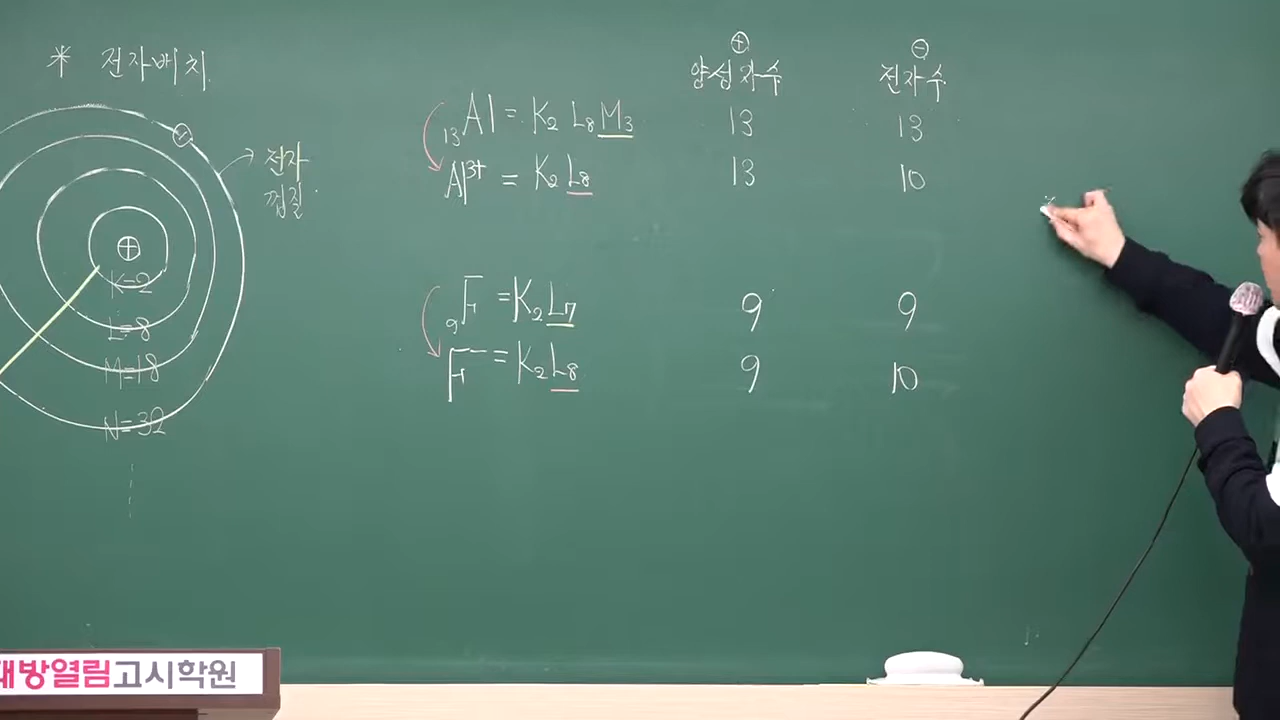 * 전자배치
전자
껍질
K=2
L=8
M=18
N=32
⊕ ⊖
양성자수 전자수
₁₃Al = K₂ L₈ M₃ 13 13
Al³⁺ = K₂ L₈ 13 10
₉F = K₂ L₇ 9 9
F⁻ = K₂ L₈ 9 10
대방열림고시학원